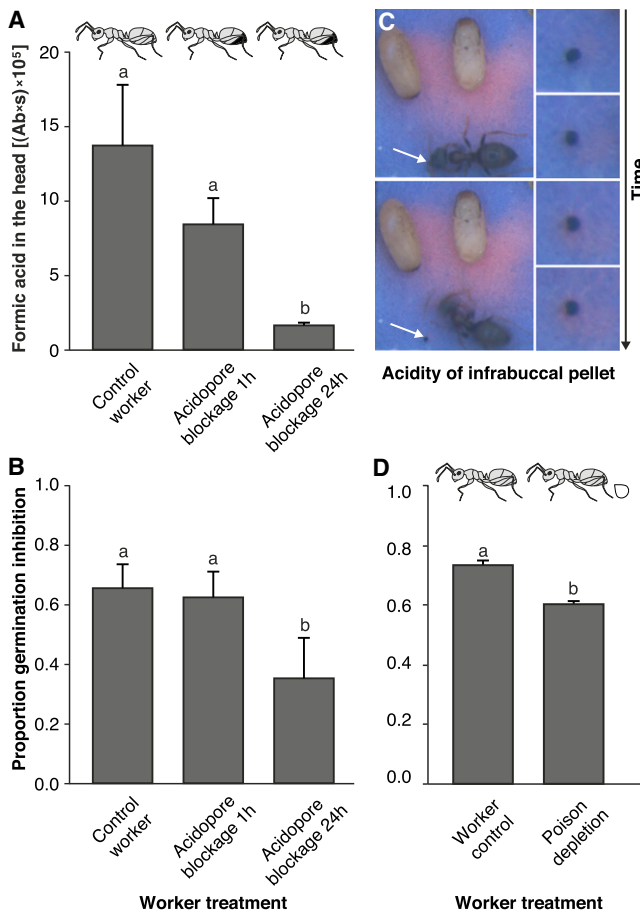 A
Formic acid in the head [(Ab×s)×10⁵]
20
15
10
5
0
a
a
b
Control
worker
Acidopore
blockage 1h
Acidopore
blockage 24h
C
Time
Acidity of infrabuccal pellet
B
Proportion germination inhibition
1.0
0.8
0.6
0.4
0.2
0.0
a
a
b
Control
worker
Acidopore
blockage 1h
Acidopore
blockage 24h
Worker treatment
D
1.0
0.8
0.6
0.4
0.2
0.0
a
b
Worker
control
Poison
depletion
Worker treatment